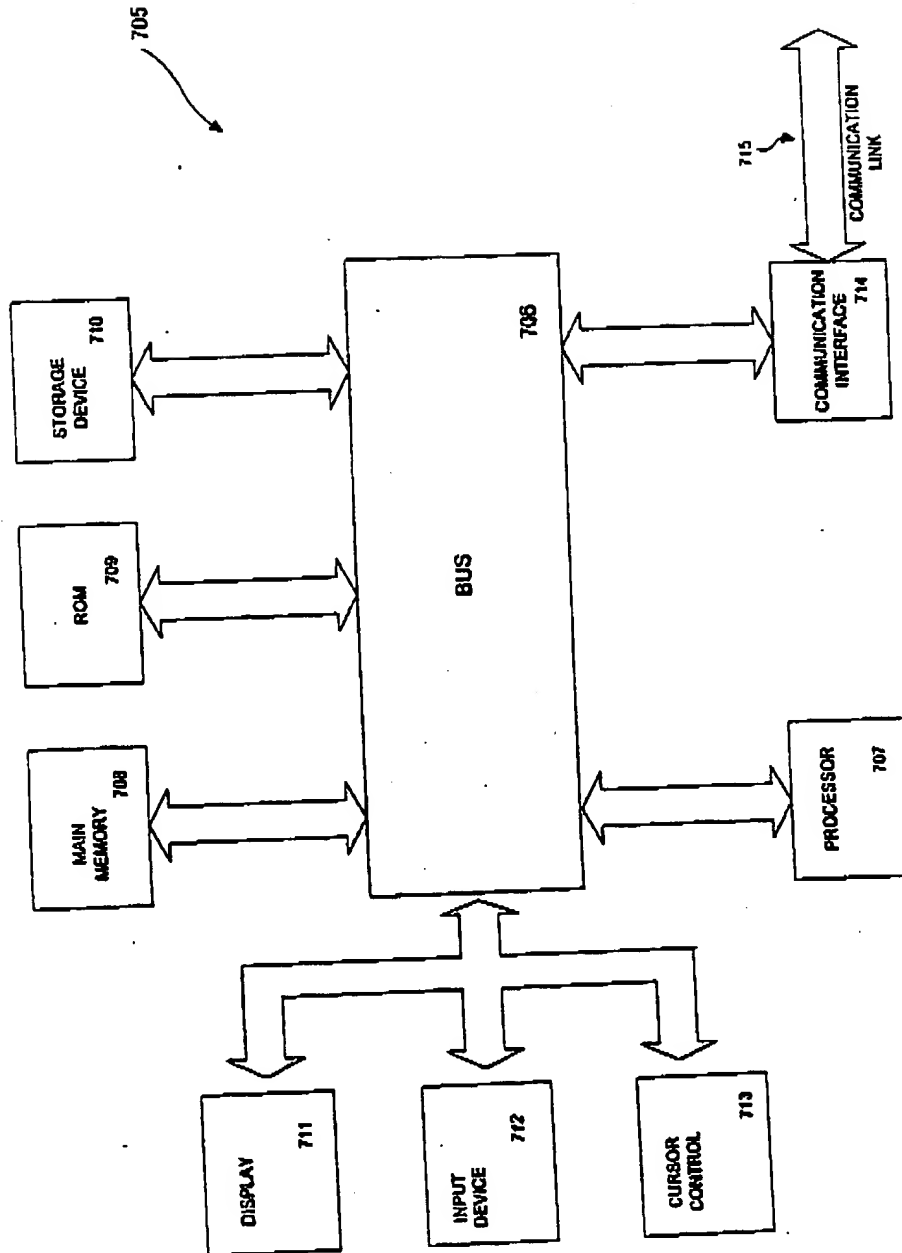 705
STORAGE
DEVICE
710
ROM
709
MAIN
MEMORY
708
BUS
706
DISPLAY
711
INPUT
DEVICE
712
CURSOR
CONTROL
713
PROCESSOR
707
COMMUNICATION
INTERFACE
714
715
COMMUNICATION
LINK